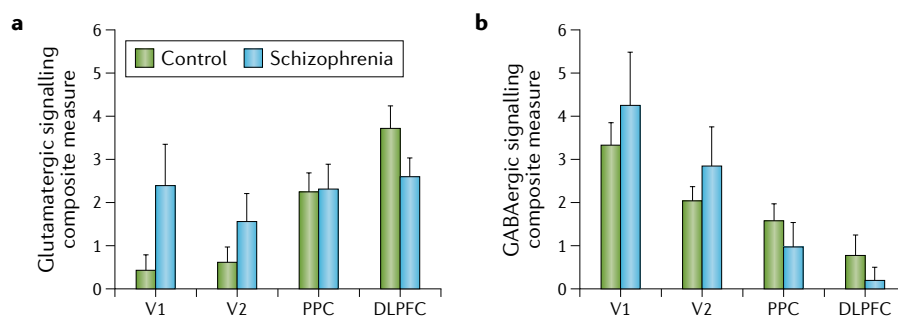 a
Glutamatergic signalling
composite measure
6
5
4
3
2
1
0
Control
Schizophrenia
V1
V2
PPC
DLPFC
b
GABAergic signalling
composite measure
6
5
4
3
2
1
0
V1
V2
PPC
DLPFC